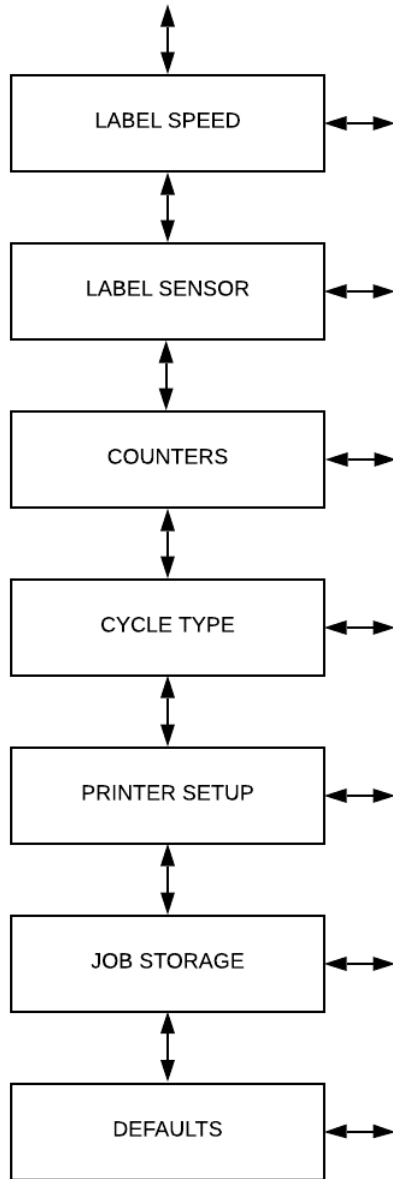 LABEL SPEED
LABEL SENSOR
COUNTERS
CYCLE TYPE
PRINTER SETUP
JOB STORAGE
DEFAULTS